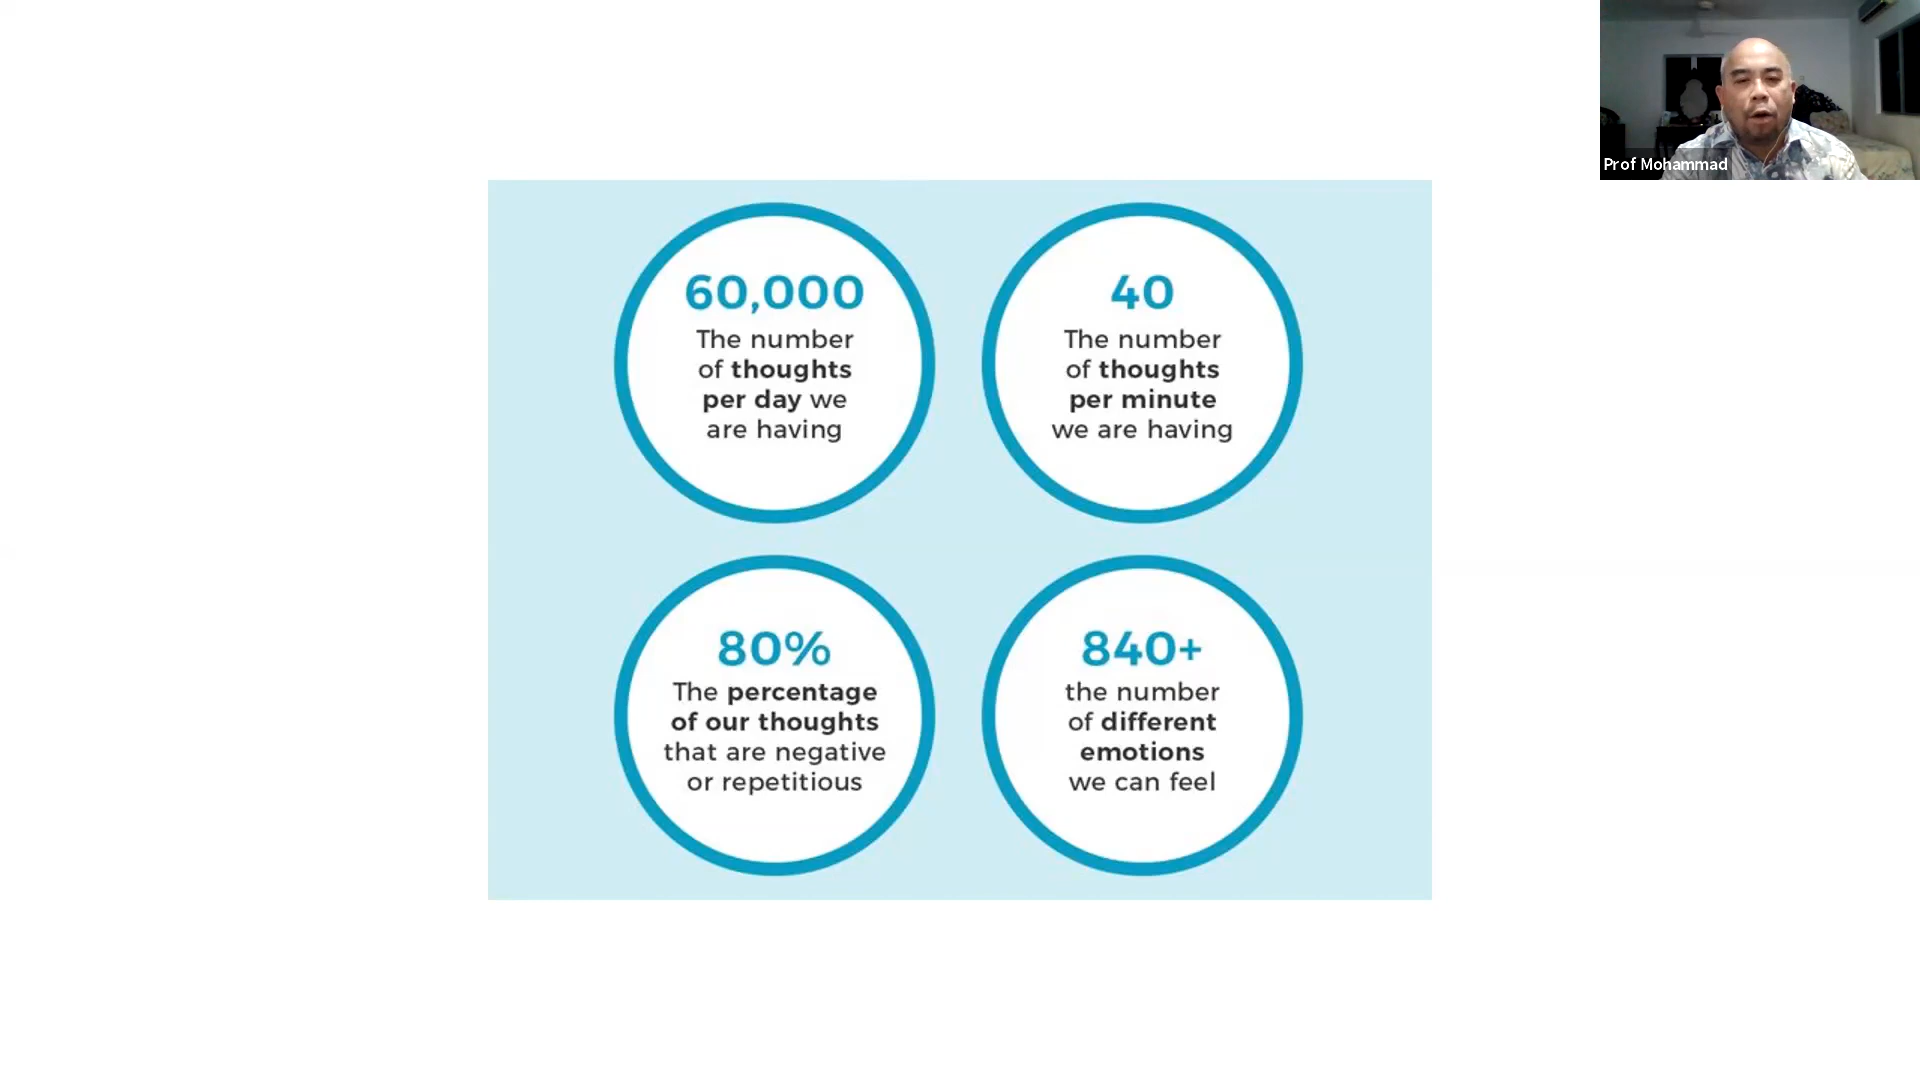 Prof Mohammad
60,000
The number
of thoughts
per day we
are having
40
The number
of thoughts
per minute
we are having
80%
The percentage
of our thoughts
that are negative
or repetitious
840+
the number
of different
emotions
we can feel